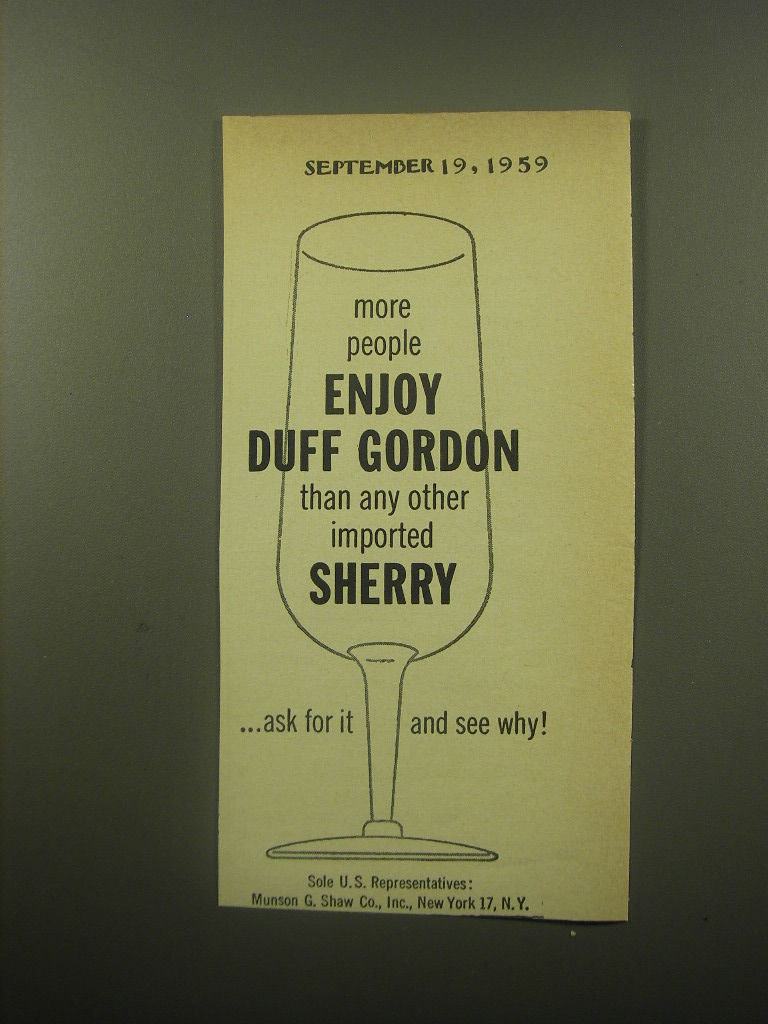 SEPTEMBER 19, 1959
more
people
ENJOY
DUFF GORDON
than any other
imported
SHERRY
...ask for it and see why!
Sole U.S. Representatives:
Munson G. Shaw Co., Inc., New York 17, N.Y.